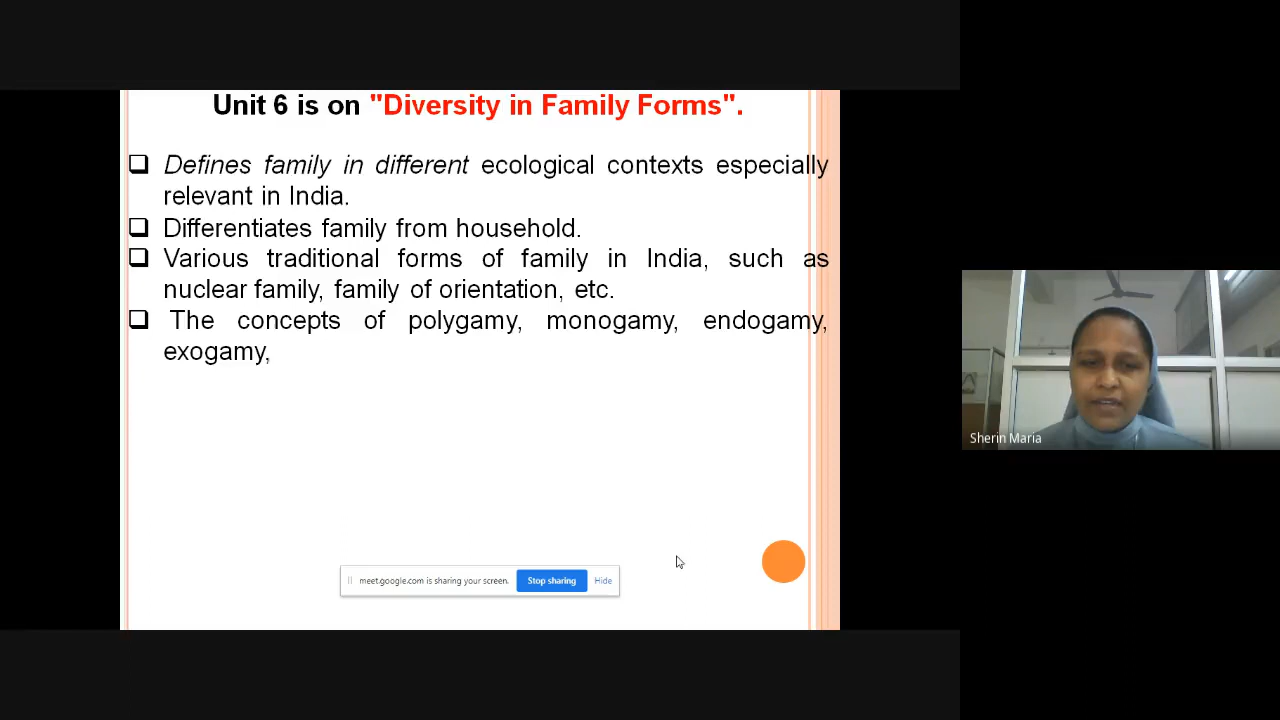 Unit 6 is on "Diversity in Family Forms".
Defines family in different ecological contexts especially
relevant in India.
Differentiates family from household.
Various traditional forms of family in India, such as
nuclear family, family of orientation, etc.
The concepts of polygamy, monogamy, endogamy,
exogamy,
meet.google.com is sharing your screen. Stop sharing Hide
Sherin Maria